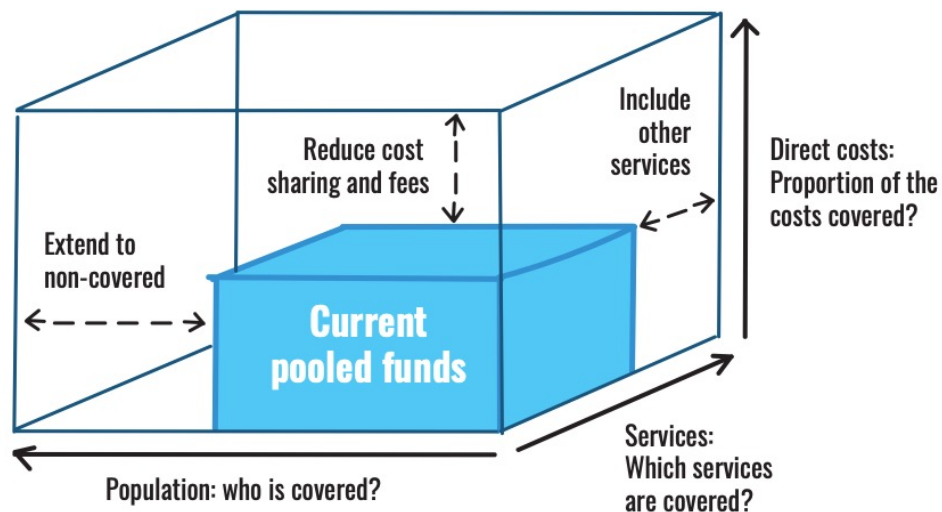 Include
other
services
Reduce cost
sharing and fees
Direct costs:
Proportion of the
costs covered?
Extend to
non-covered
Current
pooled funds
Services:
Which services
are covered?
Population: who is covered?